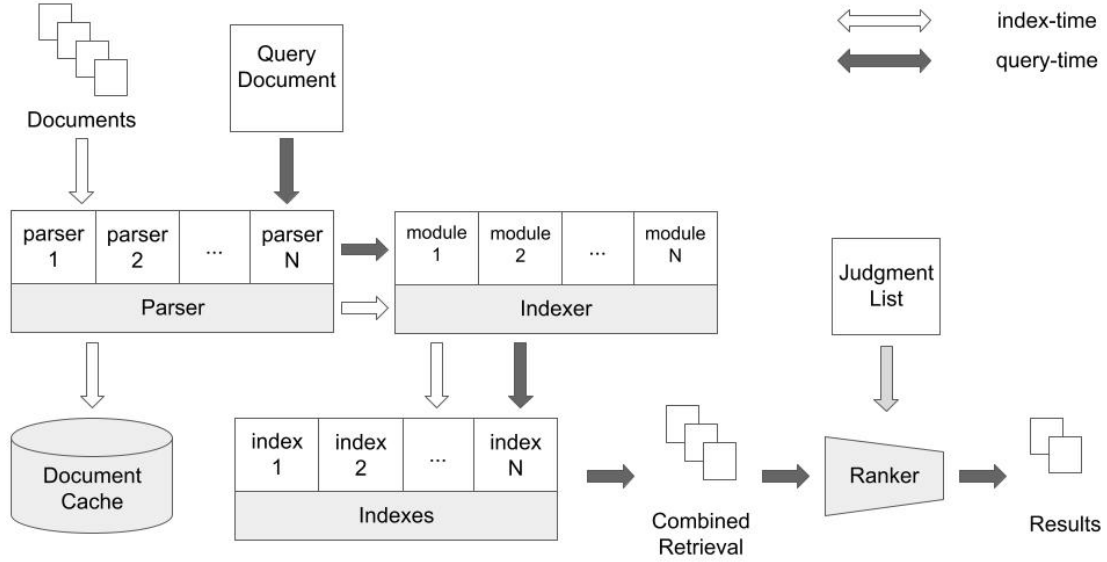 index-time
query-time
Documents
Query
Document
parser
1
parser
2
...
parser
N
Parser
module
1
module
2
...
module
N
Indexer
Judgment
List
Document
Cache
index
1
index
2
...
index
N
Indexes
Combined
Retrieval
Ranker
Results